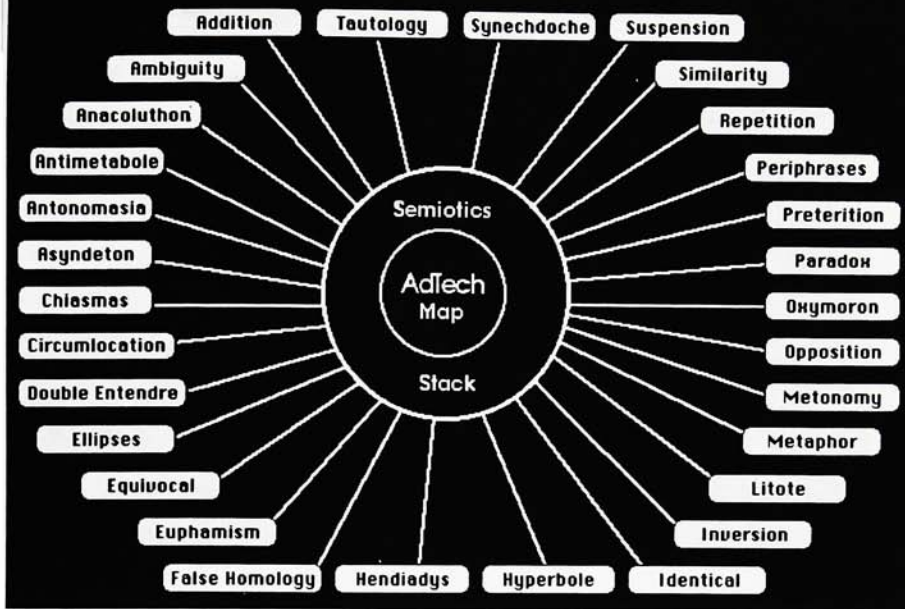 Addition
Tautology
Synechdoche
Suspension
Ambiguity
Similarity
Anacoluthon
Repetition
Antimetabole
Periphrases
Antonomasia
Preterition
Asyndeton
Paradox
Chiasmas
Oxymoron
Circumlocation
Opposition
Double Entendre
Metonomy
Ellipses
Metaphor
Equivocal
Litote
Euphamism
Inversion
False Homology
Hendiadys
Hyperbole
Identical
Semiotics
AdTech
Map
Stack